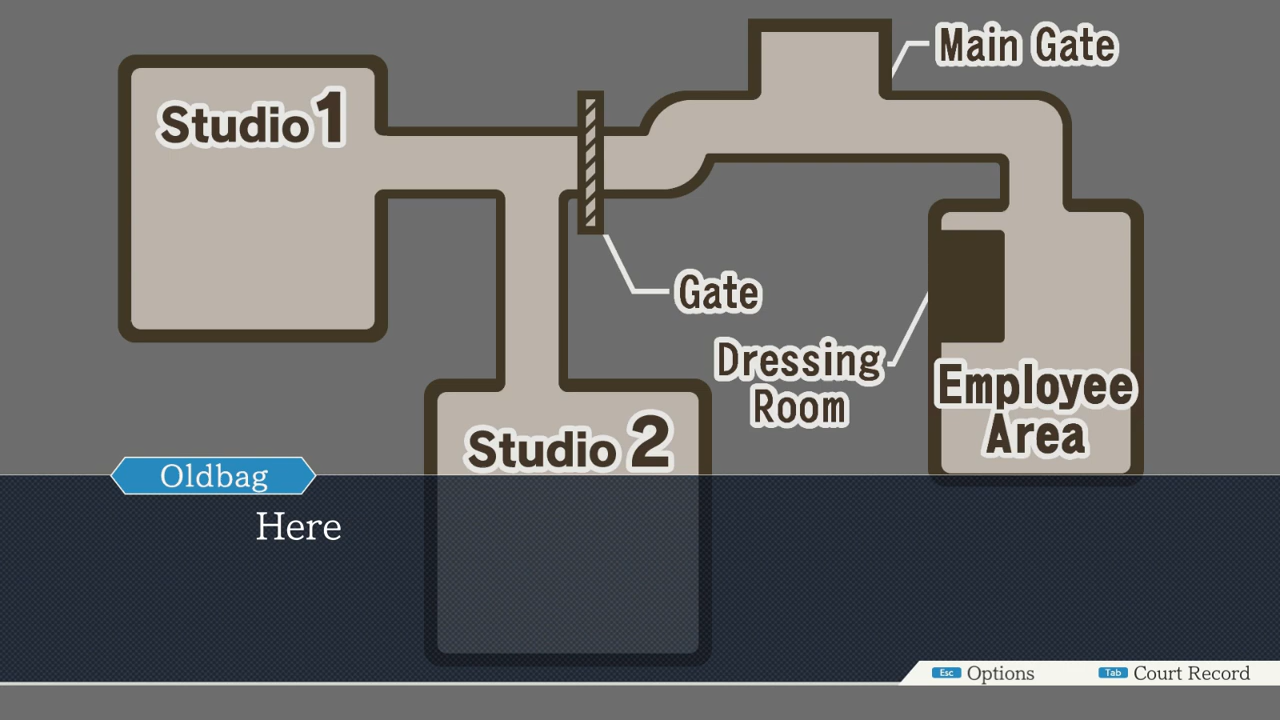 Main Gate
Studio 1
Gate
Dressing
Room
Employee
Area
Studio 2
Oldbag
Here
Esc Options
Tab Court Record